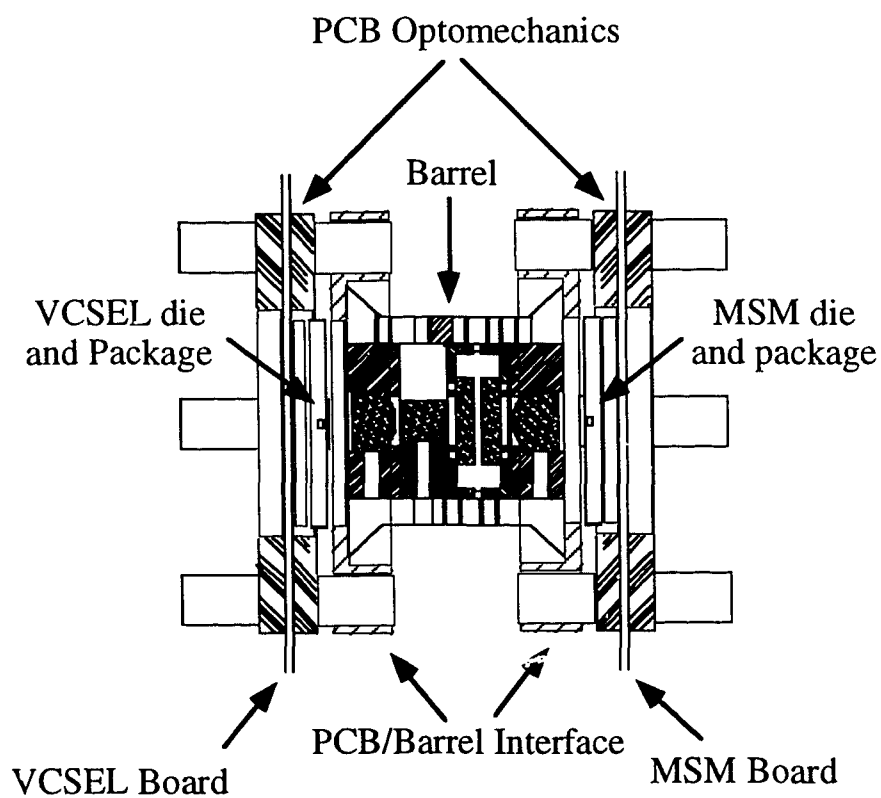 PCB Optomechanics
Barrel
VCSEL die
and Package
MSM die
and package
PCB/Barrel Interface
VCSEL Board
MSM Board